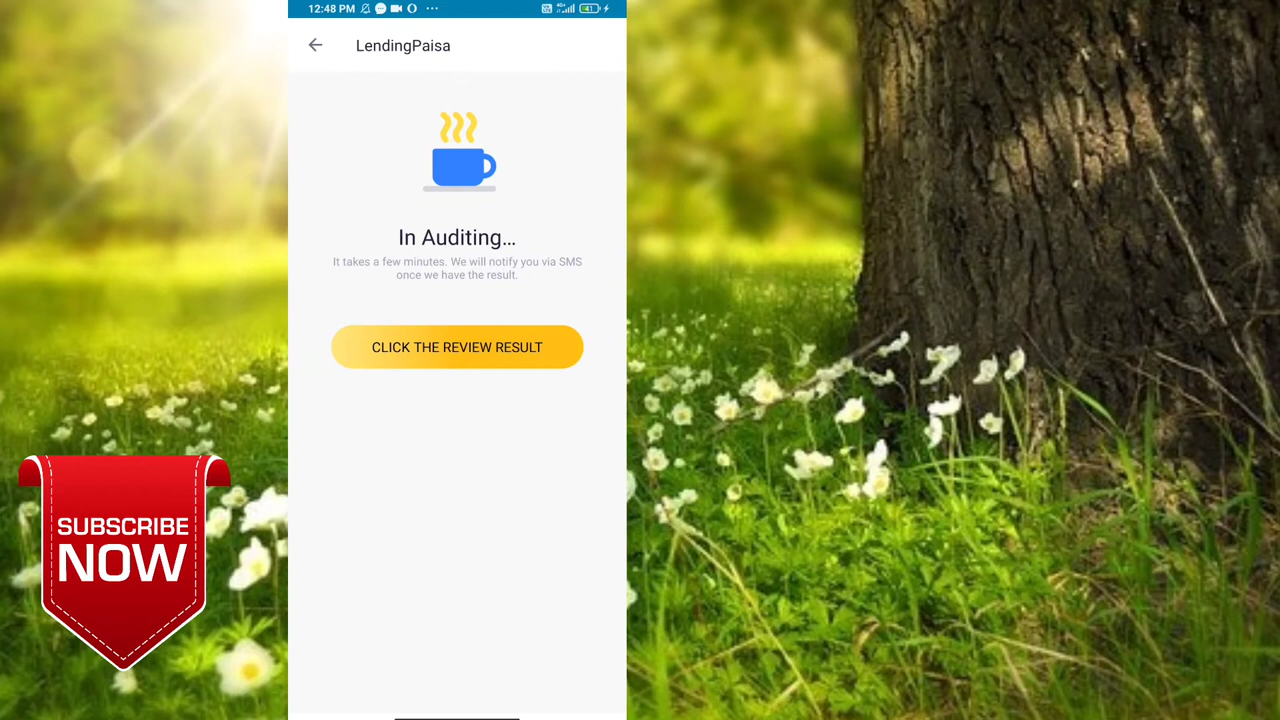 12:48 PM
41
LendingPaisa
In Auditing...
It takes a few minutes. We will notify you via SMS
once we have the result.
CLICK THE REVIEW RESULT
SUBSCRIBE
NOW